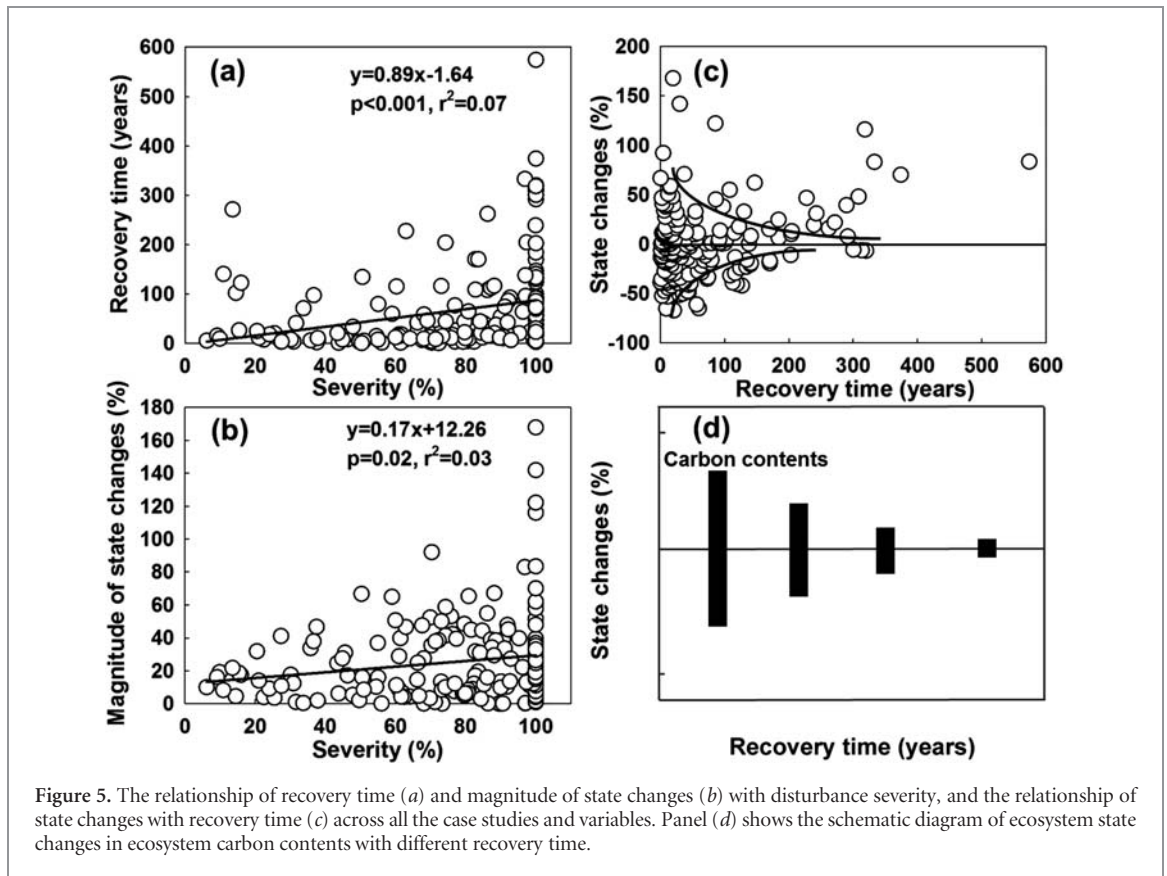 (a)
y=0.89x-1.64
p<0.001, r²=0.07
Recovery time (years)
600
500
400
300
200
100
0
0 20 40 60 80 100
Severity (%)
(b)
y=0.17x+12.26
p=0.02, r²=0.03
Magnitude of state changes (%)
180
160
140
120
100
80
60
40
20
0
0 20 40 60 80 100
Severity (%)
(c)
State changes (%)
200
150
100
50
0
-50
-100
0 100 200 300 400 500 600
Recovery time (years)
(d)
Carbon contents
State changes (%)
Recovery time (years)
Figure 5. The relationship of recovery time (a) and magnitude of state changes (b) with disturbance severity, and the relationship of
state changes with recovery time (c) across all the case studies and variables. Panel (d) shows the schematic diagram of ecosystem state
changes in ecosystem carbon contents with different recovery time.